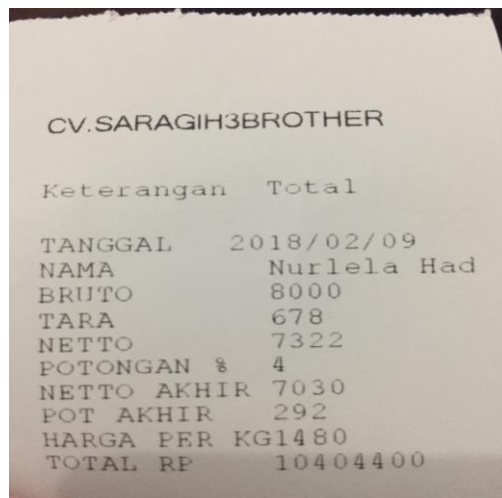 CV.SARAGIH3BROTHER
Keterangan Total
TANGGAL 2018/02/09
NAMA Nurlela Had
BRUTO 8000
TARA 678
NETTO 7322
POTONGAN % 4
NETTO AKHIR 7030
POT AKHIR 292
HARGA PER KG1480
TOTAL RP 10404400